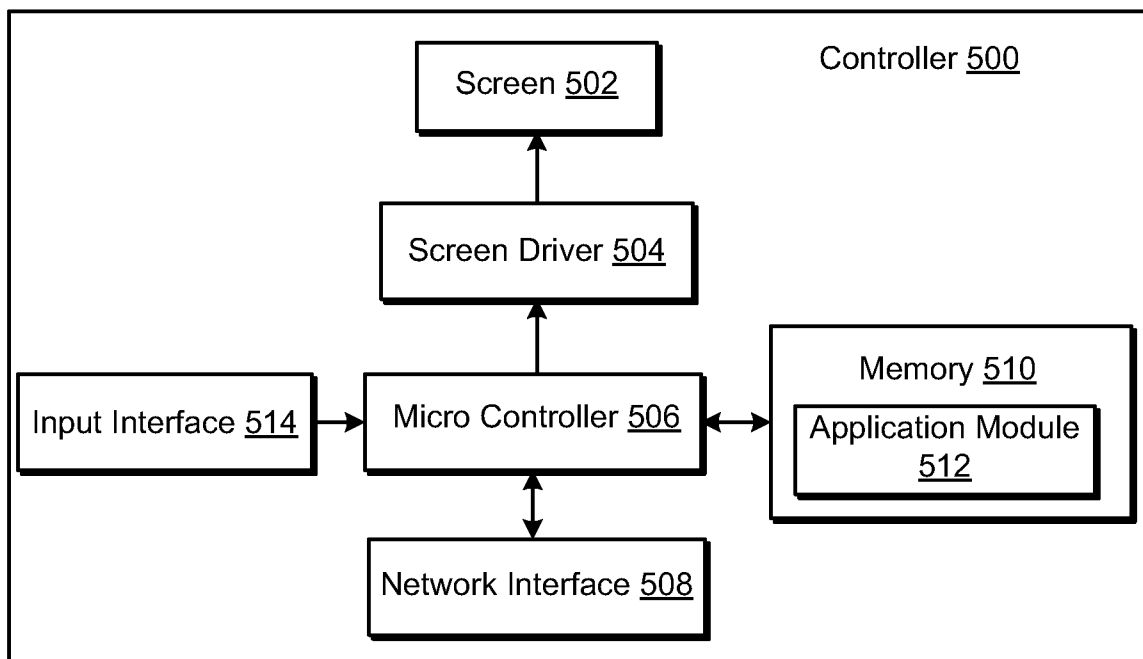 Controller 500
Screen 502
Screen Driver 504
Memory 510
Input Interface 514
Micro Controller 506
Application Module
512
Network Interface 508